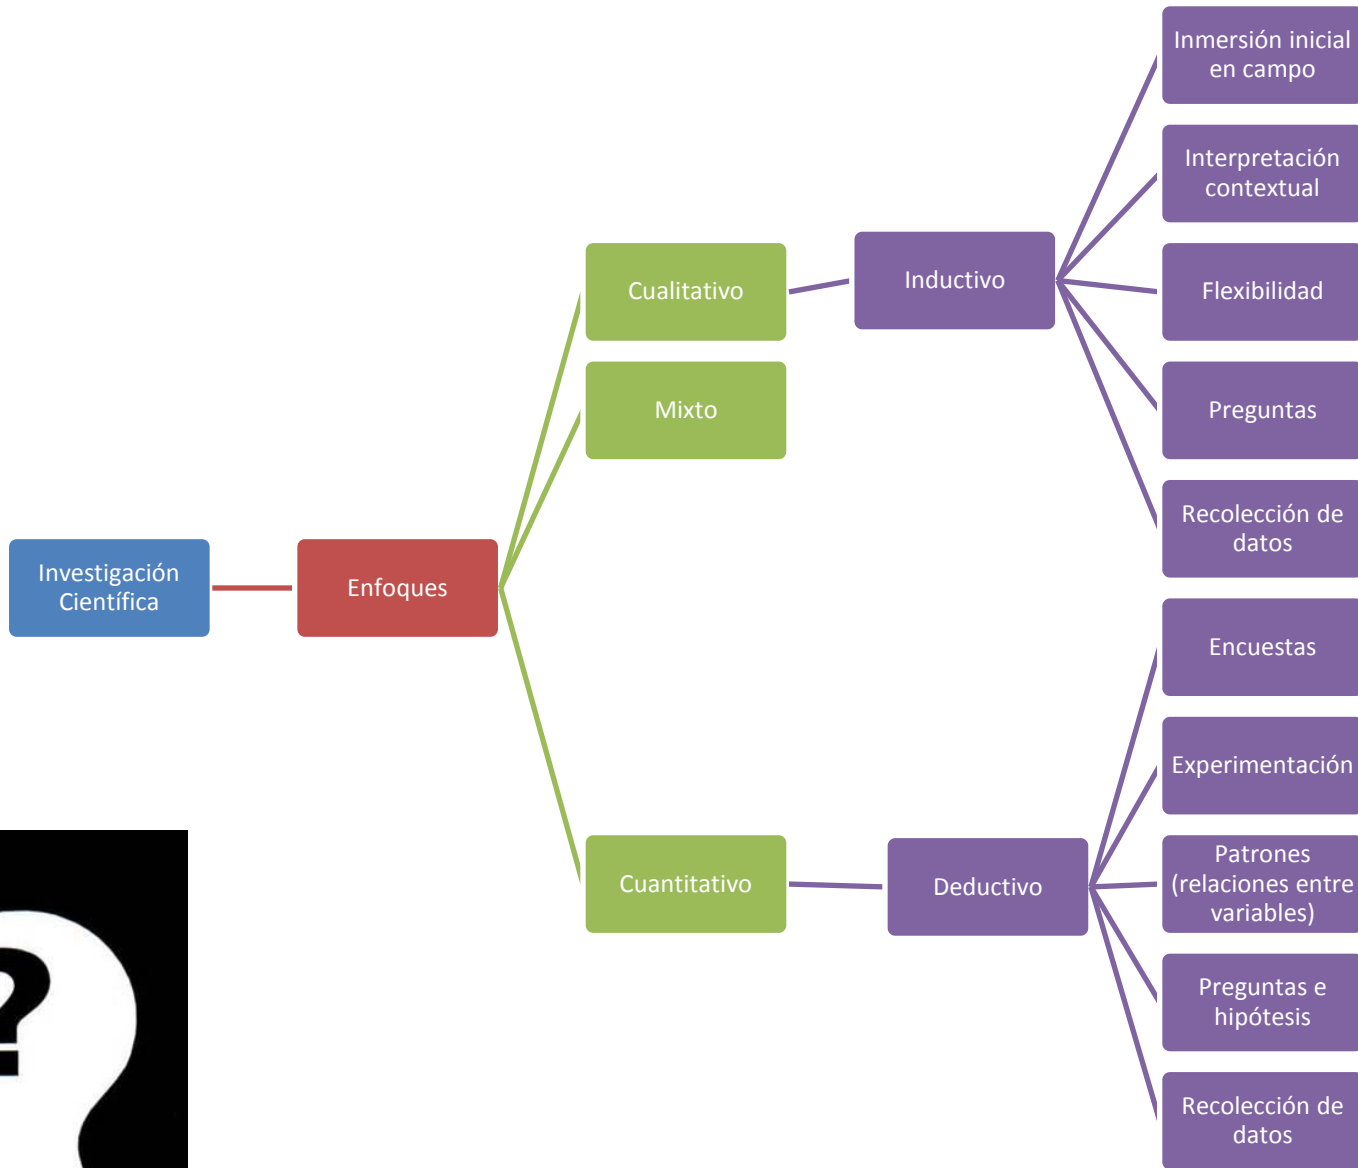 Inmersión inicial
en campo
Interpretación
contextual
Cualitativo
Inductivo
Flexibilidad
Mixto
Preguntas
Recolección de
datos
Investigación
Científica
Enfoques
Encuestas
Experimentación
Cuantitativo
Deductivo
Patrones
(relaciones entre
variables)
Preguntas e
hipótesis
Recolección de
datos
?